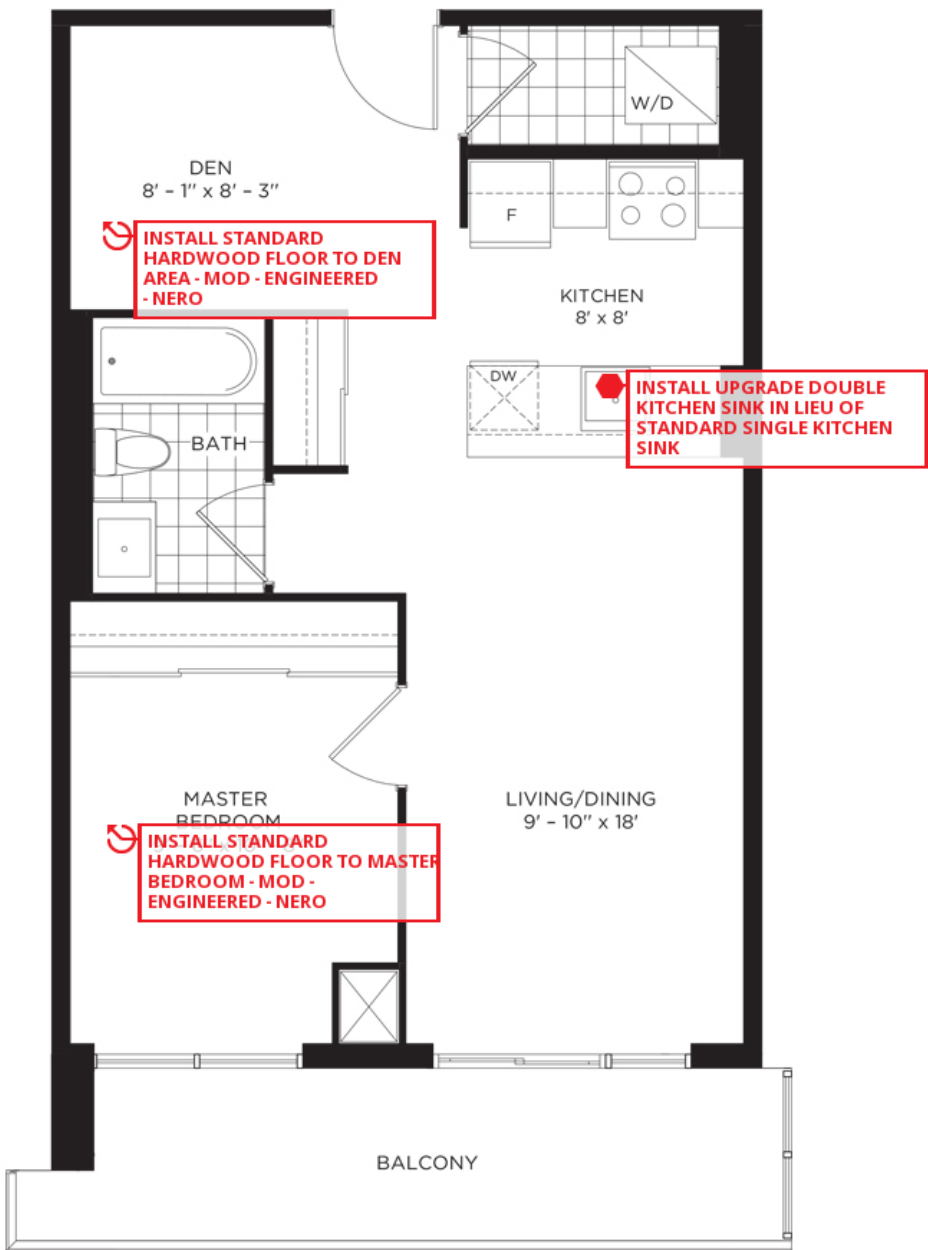 W/D
DEN
8' - 1" x 8' - 3"
F
INSTALL STANDARD
HARDWOOD FLOOR TO DEN
AREA - MOD - ENGINEERED
- NERO
KITCHEN
8' x 8'
DW
INSTALL UPGRADE DOUBLE
KITCHEN SINK IN LIEU OF
STANDARD SINGLE KITCHEN
SINK
BATH
MASTER
BEDROOM
LIVING/DINING
9' - 10" x 18'
INSTALL STANDARD
HARDWOOD FLOOR TO MASTER
BEDROOM - MOD -
ENGINEERED - NERO
BALCONY